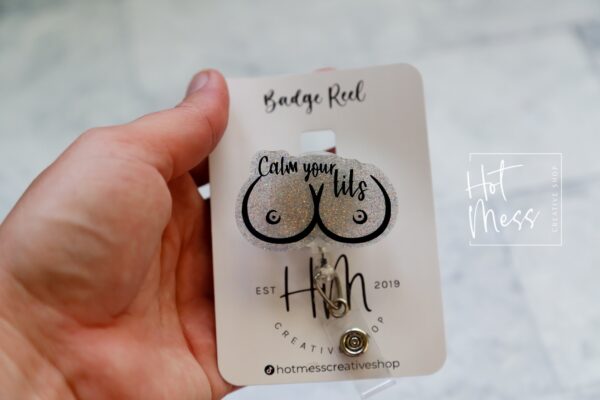 Badge Reel
Calm your
tits
EST HM 2019
CREATIVE SHOP
hotmesscreativeshop
Hot
Mess
CREATIVE SHOP